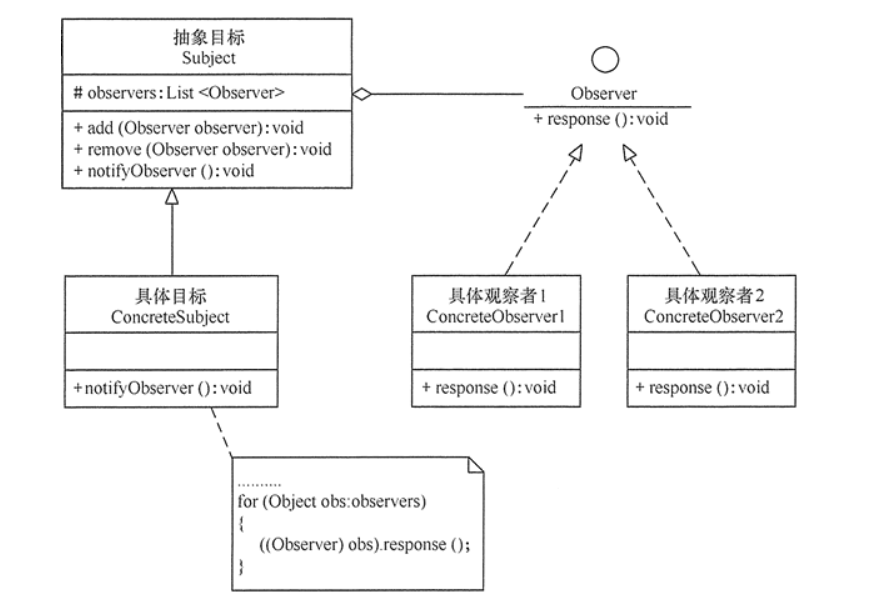 抽象目标
Subject
# observers:List <Observer>
+ add (Observer observer):void
+ remove (Observer observer):void
+ notifyObserver ():void
Observer
+ response ():void
具体目标
ConcreteSubject
+notifyObserver ():void
具体观察者1
ConcreteObserver1
+ response ():void
具体观察者2
ConcreteObserver2
+ response ():void
..........
for (Object obs:observers)
{
((Observer) obs).response ();
}